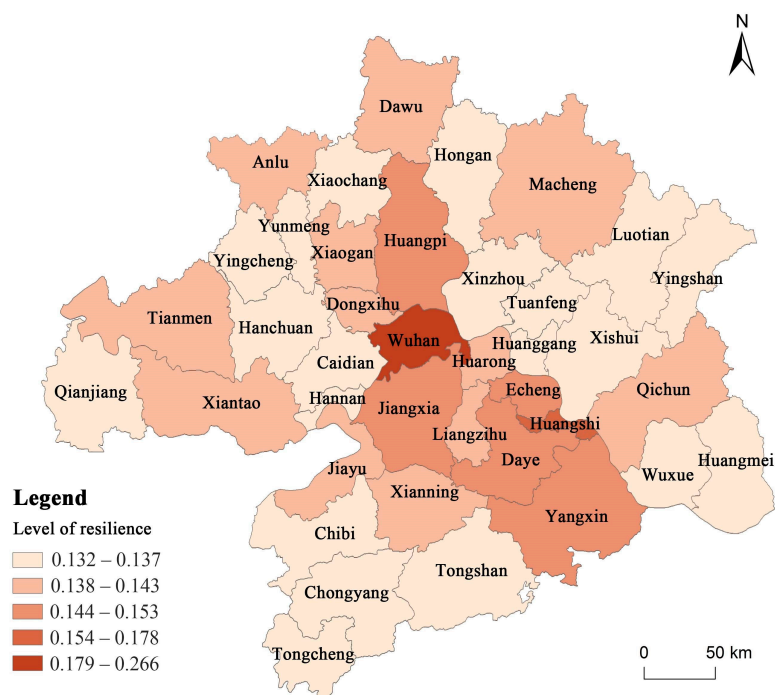 N
Dawu
Hongan
Anlu
Xiaochang
Macheng
Yunmeng
Huangpi
Luotian
Yingcheng
Xiaogan
Xinzhou
Yingshan
Dongxihu
Tuanfeng
Tianmen
Hanchuan
Wuhan
Huanggang
Xishui
Caidian
Huarong
Qianjiang
Hannan
Echeng
Qichun
Xiantao
Jiangxia
Huangshi
Liangzihu
Daye
Huangmei
Jiayu
Wuxue
Xianning
Yangxin
Chibi
Tongshan
Chongyang
Tongcheng
Legend
Level of resilience
0.132 – 0.137
0.138 – 0.143
0.144 – 0.153
0.154 – 0.178
0.179 – 0.266
0 50 km